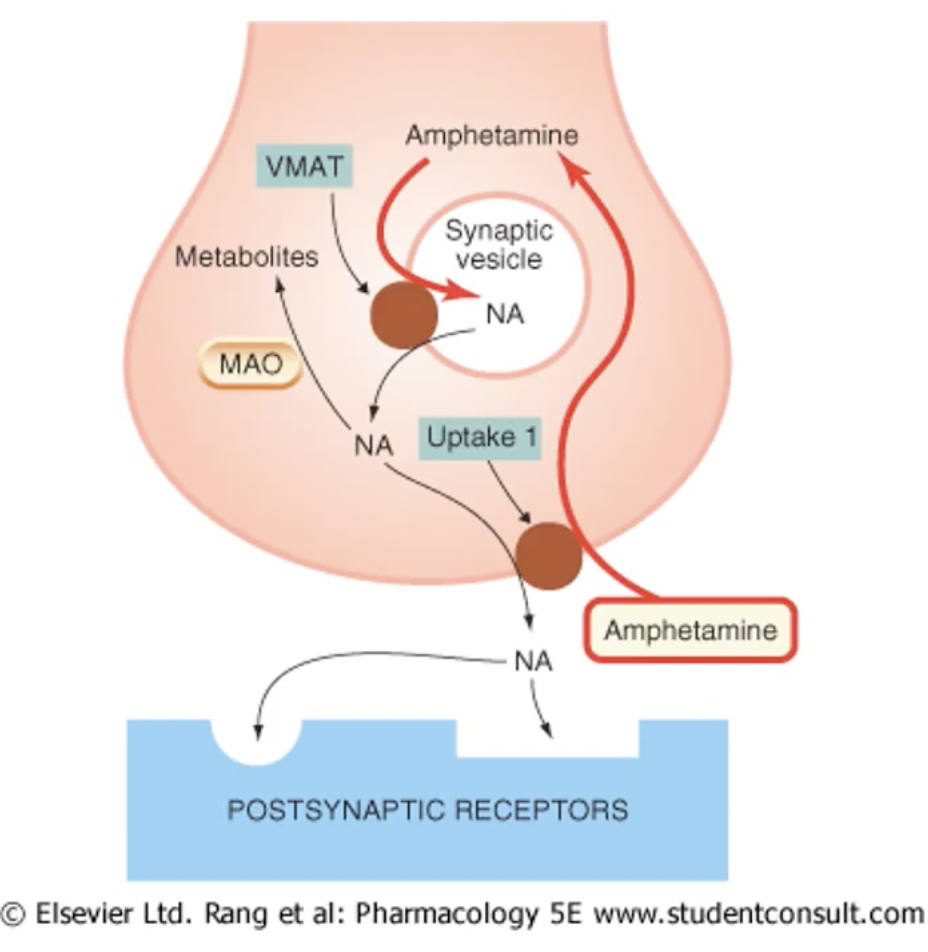 Amphetamine
VMAT
Synaptic
vesicle
Metabolites
NA
MAO
NA
Uptake 1
Amphetamine
NA
POSTSYNAPTIC RECEPTORS
© Elsevier Ltd. Rang et al: Pharmacology 5E www.studentconsult.com